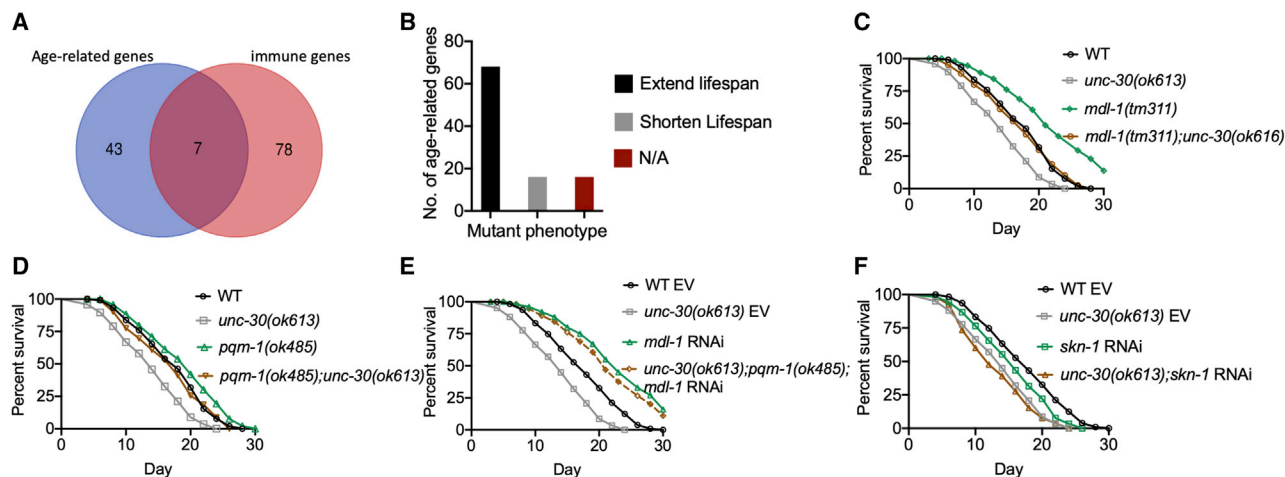 A
Age-related genes
immune genes
43
7
78
B
No. of age-related genes
80
60
40
20
0
Mutant phenotype
Extend lifespan
Shorten Lifespan
N/A
C
Percent survival
100
75
50
25
0
0
10
20
30
Day
WT
unc-30(ok613)
mdl-1(tm311)
mdl-1(tm311);unc-30(ok616)
D
Percent survival
100
75
50
25
0
0
10
20
30
Day
WT
unc-30(ok613)
pqm-1(ok485)
pqm-1(ok485);unc-30(ok613)
E
Percent survival
100
75
50
25
0
0
10
20
30
Day
WT EV
unc-30(ok613) EV
mdl-1 RNAi
unc-30(ok613);pqm-1(ok485);
mdl-1 RNAi
F
Percent survival
100
75
50
25
0
0
10
20
30
Day
WT EV
unc-30(ok613) EV
skn-1 RNAi
unc-30(ok613);skn-1 RNAi